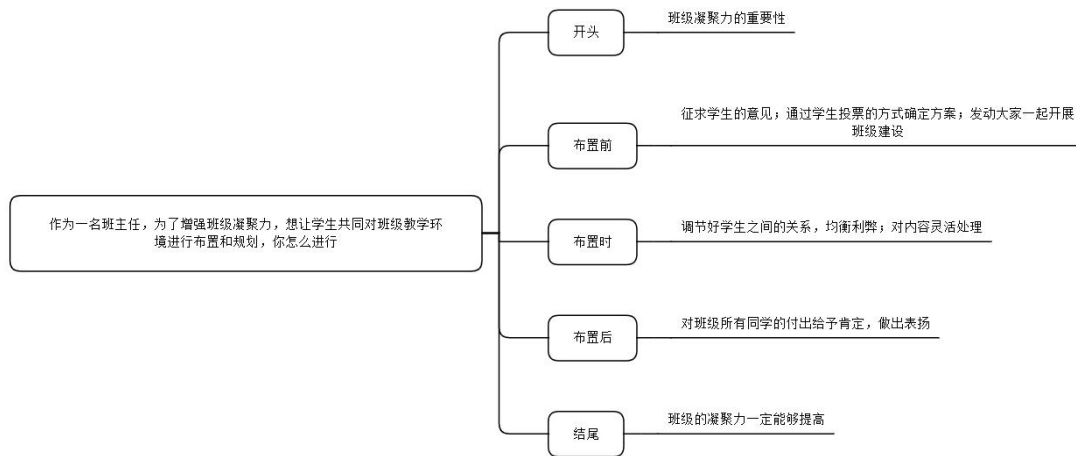 开头
班级凝聚力的重要性
布置前
征求学生的意见；通过学生投票的方式确定方案；发动大家一起开展
班级建设
作为一名班主任，为了增强班级凝聚力，想让学生共同对班级教学环
境进行布置和规划，你怎么进行
布置时
调节好学生之间的关系，均衡利弊；对内容灵活处理
布置后
对班级所有同学的付出给予肯定，做出表扬
结尾
班级的凝聚力一定能够提高